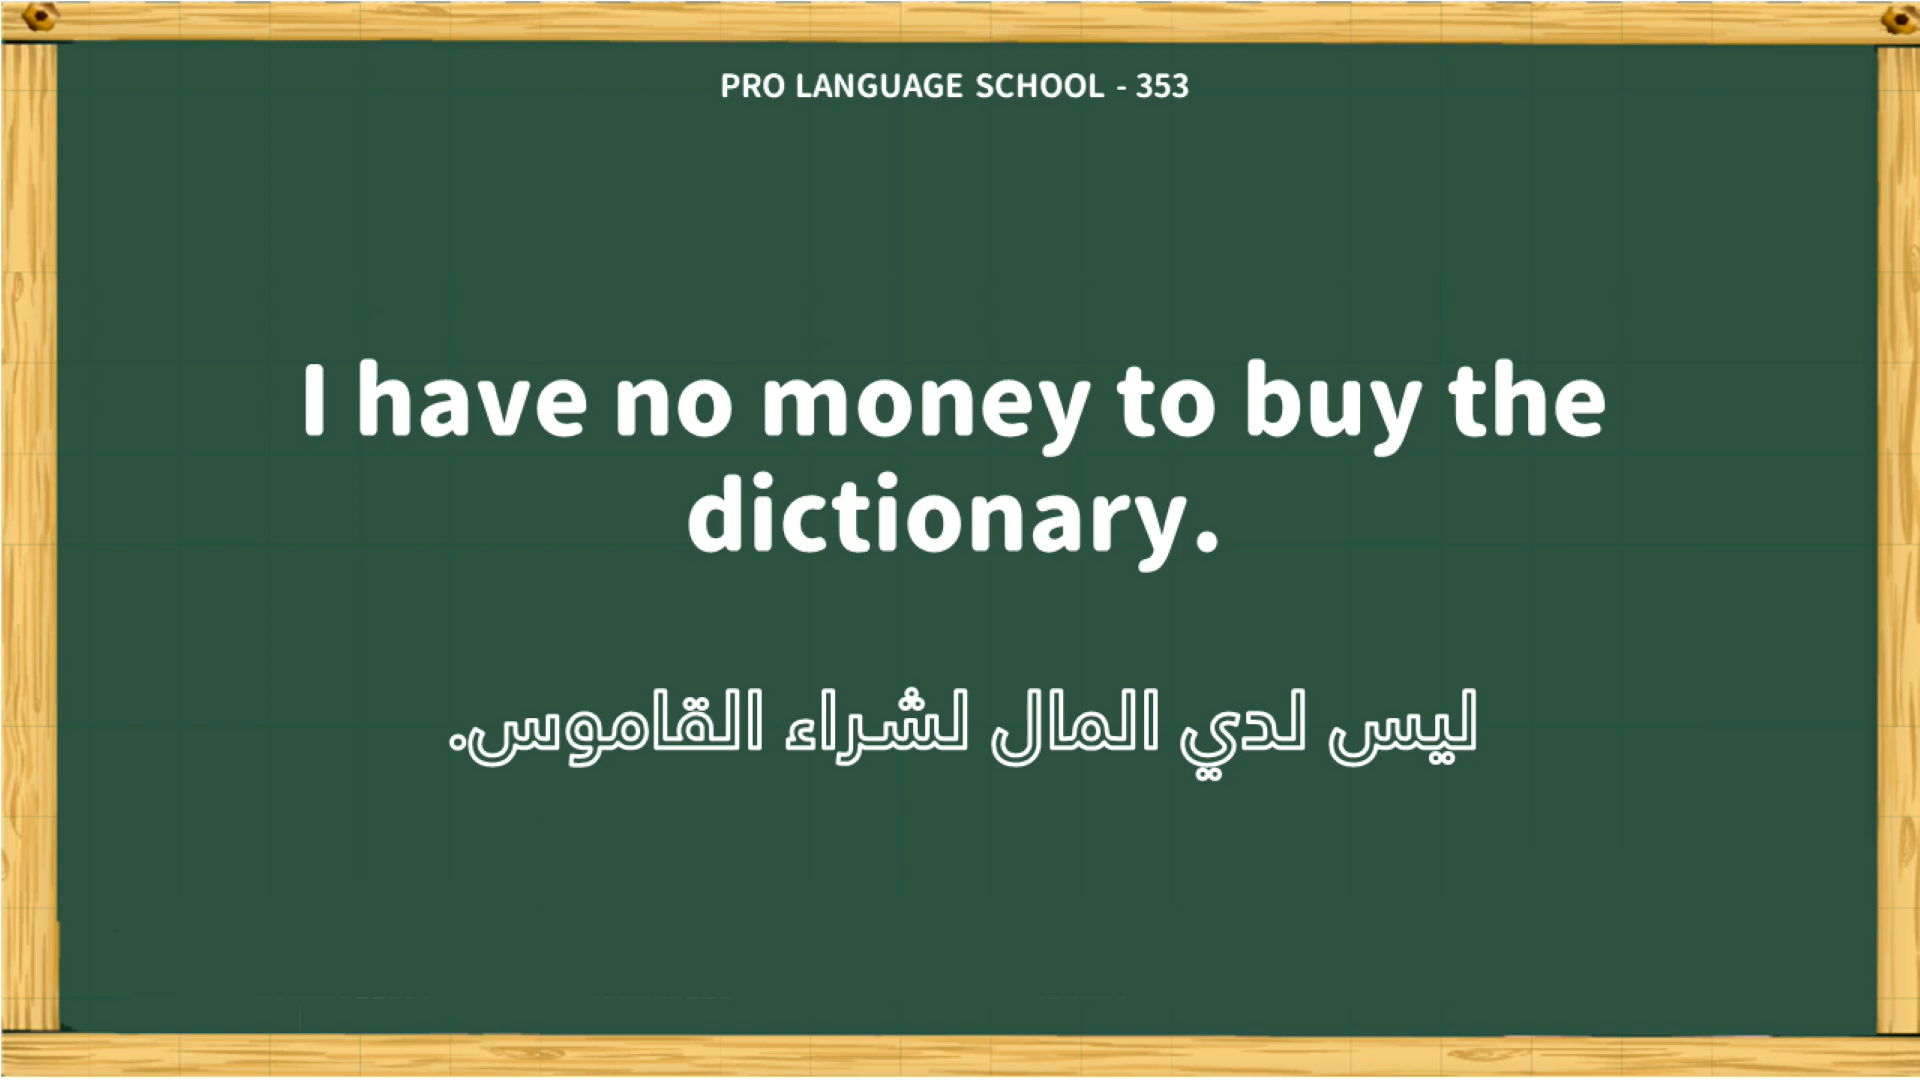 PRO LANGUAGE SCHOOL - 353
I have no money to buy the
dictionary.
ليس لدي المال لشراء القاموس.